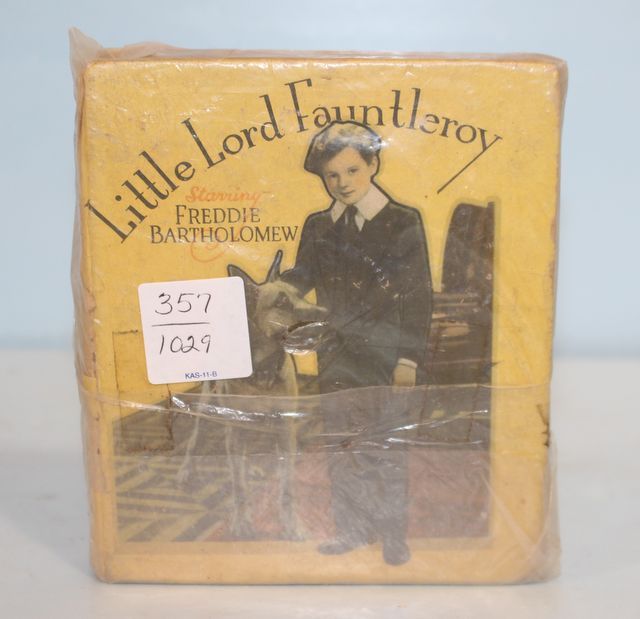 Little Lord Fauntleroy
Starring
FREDDIE
BARTHOLOMEW
357
1029
KAS-11-B